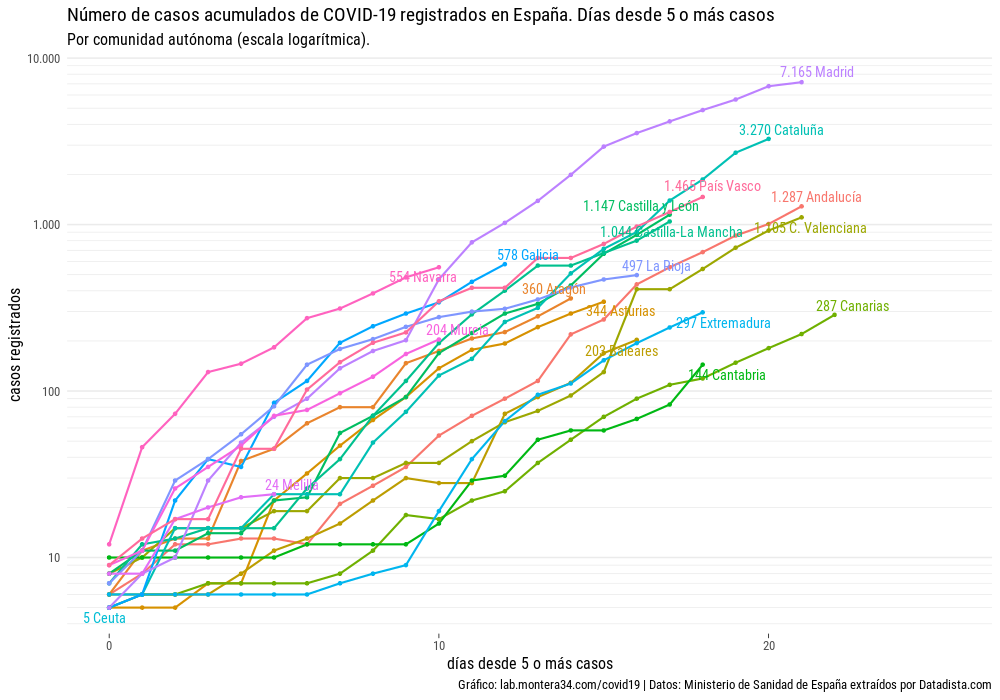 Número de casos acumulados de COVID-19 registrados en España. Días desde 5 o más casos
Por comunidad autónoma (escala logarítmica).
10.000
7.165 Madrid
3.270 Cataluña
1.465 País Vasco
1.287 Andalucía
1.147 Castilla y León
1.000
1.105 C. Valenciana
1.044 Castilla-La Mancha
578 Galicia
497 La Rioja
554 Navarra
360 Aragón
287 Canarias
344 Asturias
297 Extremadura
204 Murcia
203 Baleares
100
144 Cantabria
24 Melilla
10
5 Ceuta
casos registrados
0
10
20
días desde 5 o más casos
Gráfico: lab.montera34.com/covid19 | Datos: Ministerio de Sanidad de España extraídos por Datadista.com